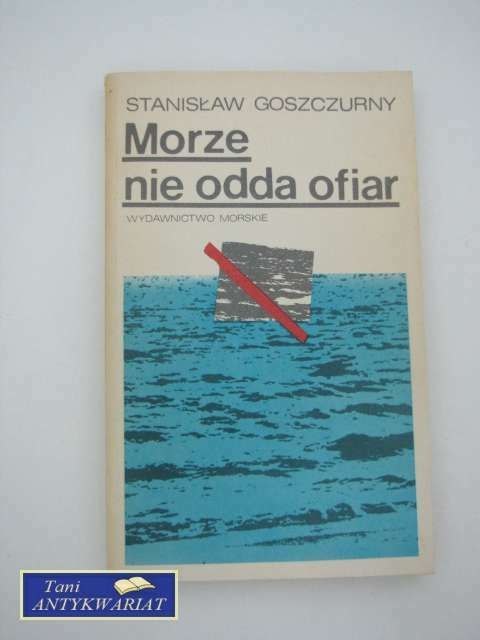 STANISŁAW GOSZCZURNY
Morze
nie odda ofiar
WYDAWNICTWO MORSKIE
Tani
ANTYKWARIAT